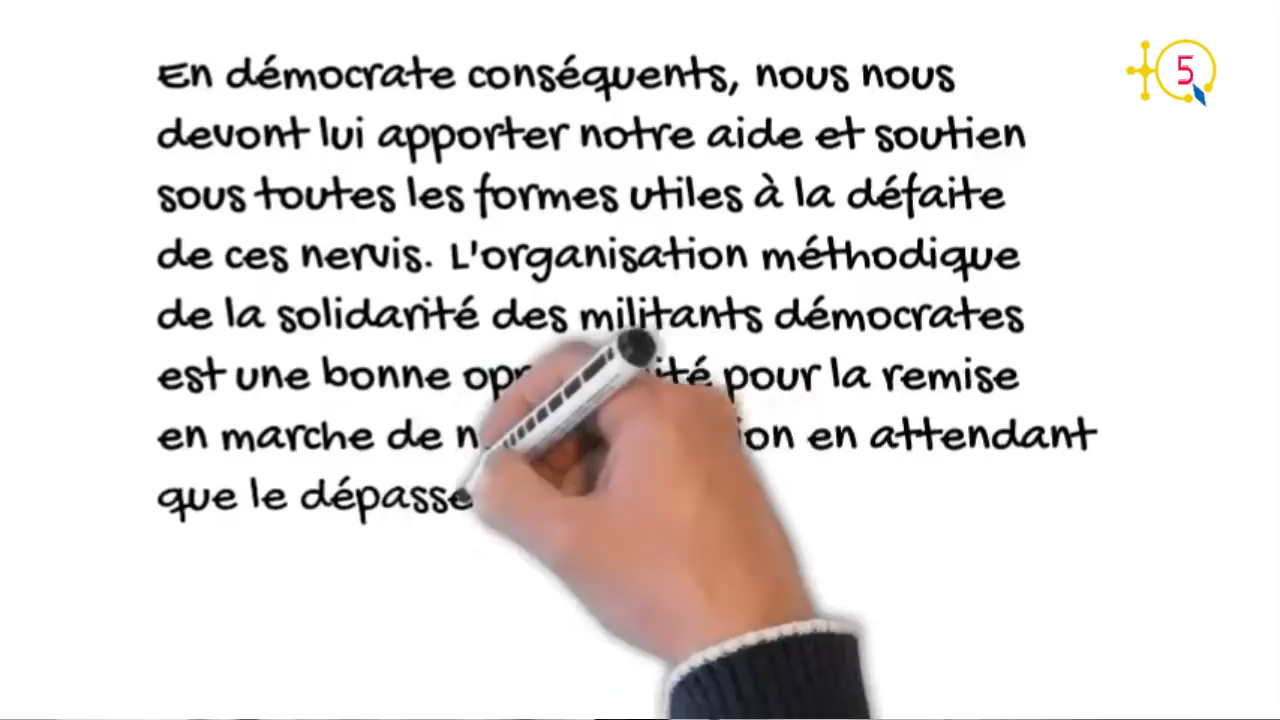 En démocrate conséquents, nous nous
devont lui apporter notre aide et soutien
sous toutes les formes utiles à la défaite
de ces nervis. L'organisation méthodique
de la solidarité des militants démocrates
est une bonne pour la remise
en marche de en attendant
que le dépasse
5